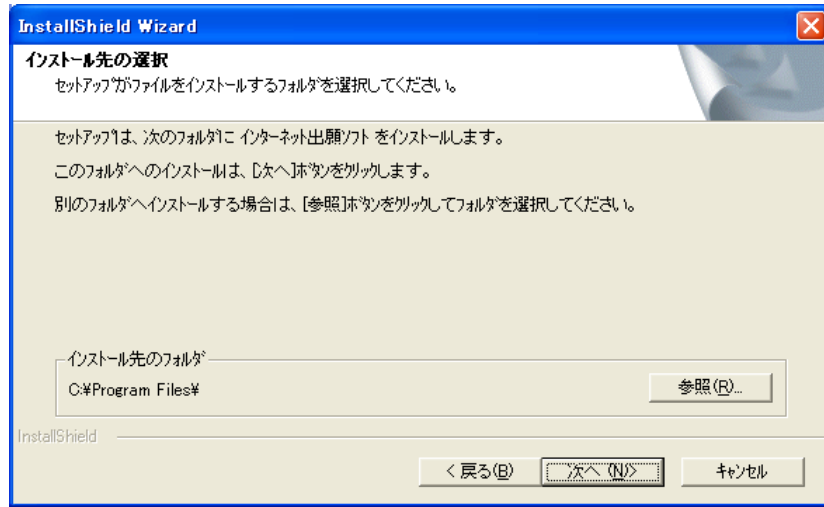 InstallShield Wizard
インストール先の選択
セットアップがファイルをインストールするフォルダを選択してください。
セットアップは、次のフォルダに インターネット出願ソフト をインストールします。
このフォルダへのインストールは、[次へ]ボタンをクリックします。
別のフォルダへインストールする場合は、[参照]ボタンをクリックしてフォルダを選択してください。
インストール先のフォルダ
C:¥Program Files¥
参照(R)...
InstallShield
< 戻る(B) 次へ (N)> キャンセル